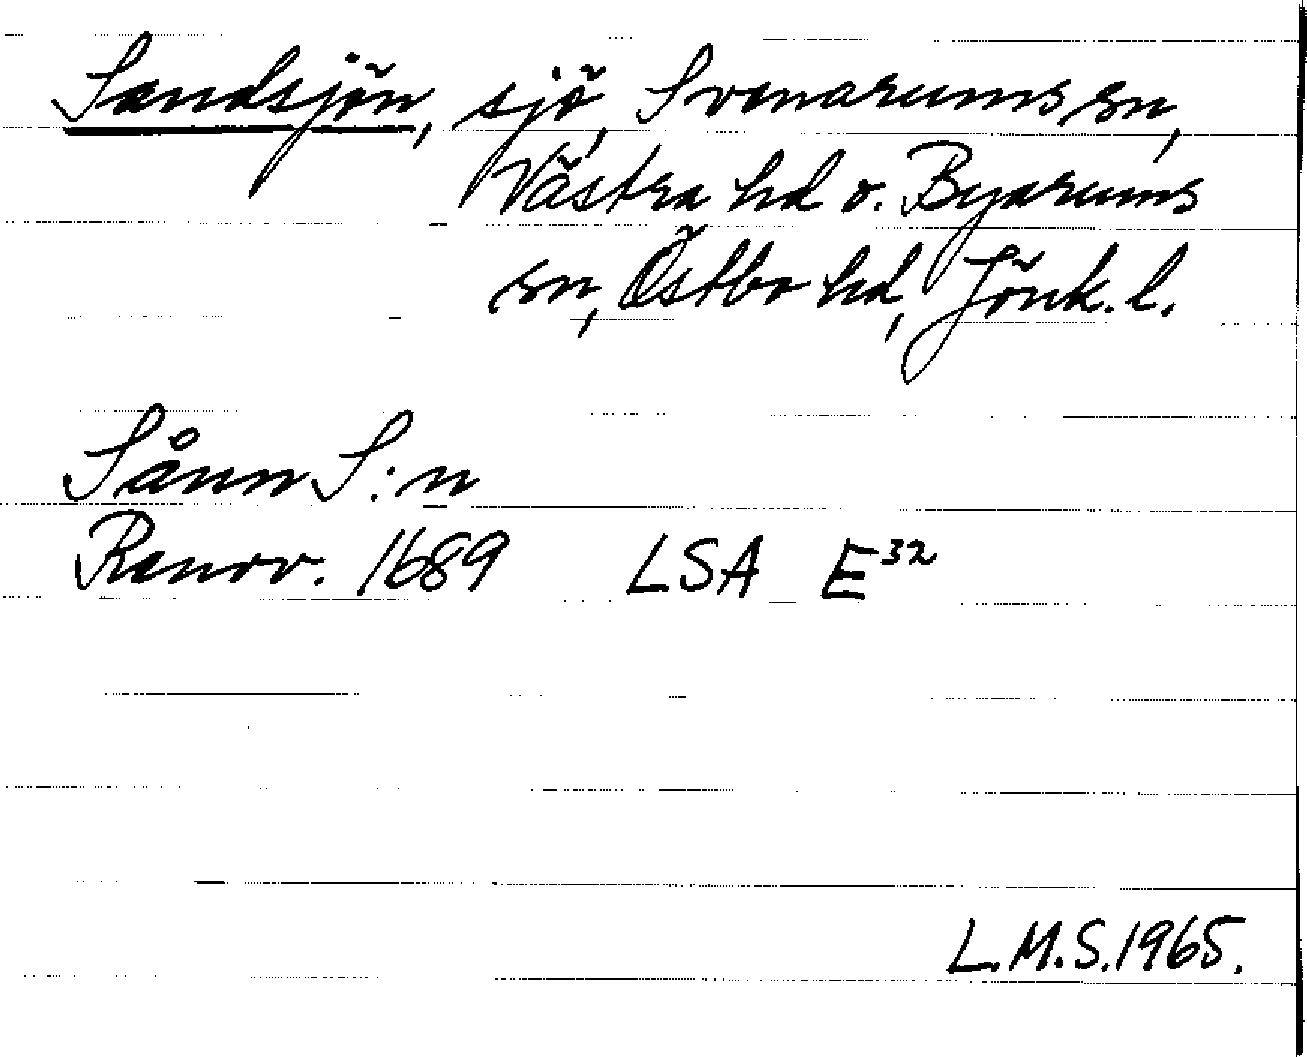 Sandsjön, sjö, Svenarums sn,
Västra hd o. Byarums
sn, Östbo hd, Jönk. l.
Sånn S:n
Renov. 1689 LSA E³²
L.M.S. 1965.